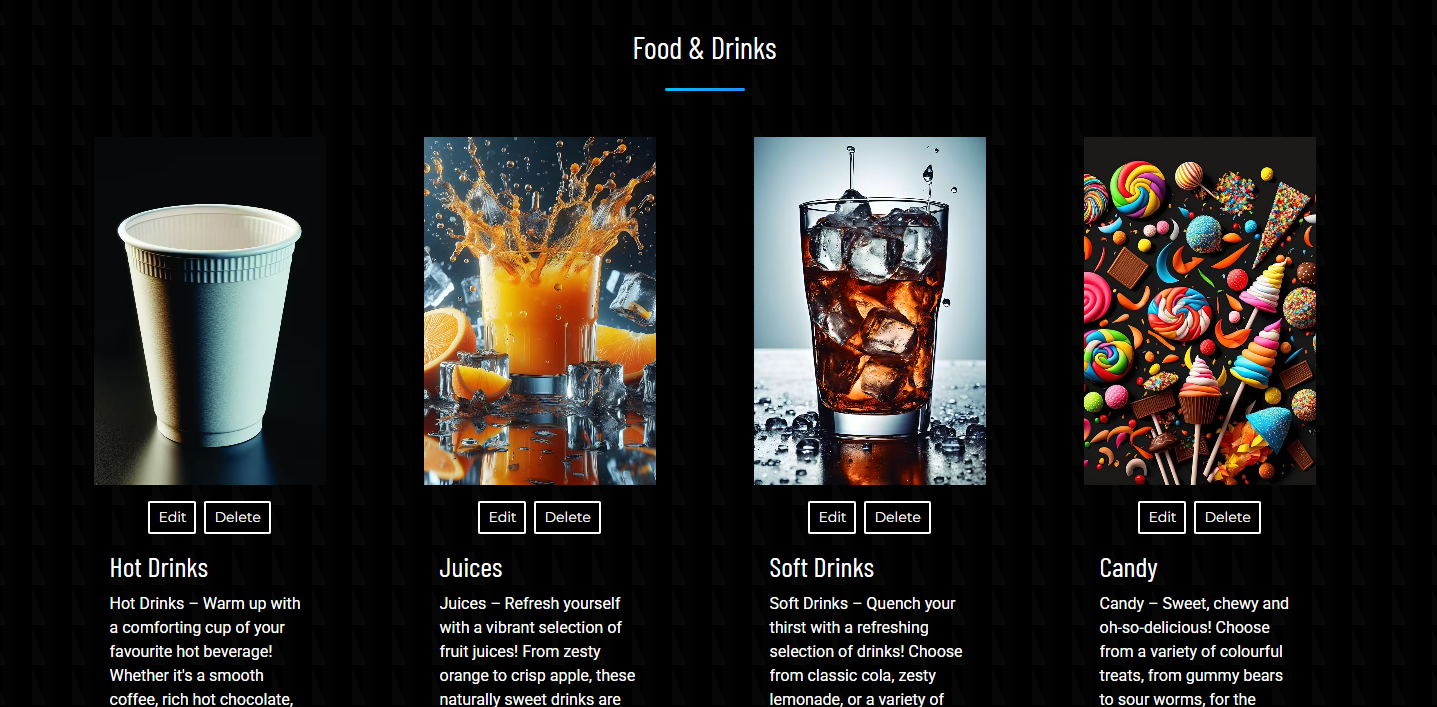 Food & Drinks
Edit Delete
Edit Delete
Edit Delete
Edit Delete
Hot Drinks
Hot Drinks – Warm up with
a comforting cup of your
favourite hot beverage!
Whether it's a smooth
coffee, rich hot chocolate,
Juices
Juices – Refresh yourself
with a vibrant selection of
fruit juices! From zesty
orange to crisp apple, these
naturally sweet drinks are
Soft Drinks
Soft Drinks – Quench your
thirst with a refreshing
selection of drinks! Choose
from classic cola, zesty
lemonade, or a variety of
Candy
Candy – Sweet, chewy and
oh-so-delicious! Choose
from a variety of colourful
treats, from gummy bears
to sour worms, for the